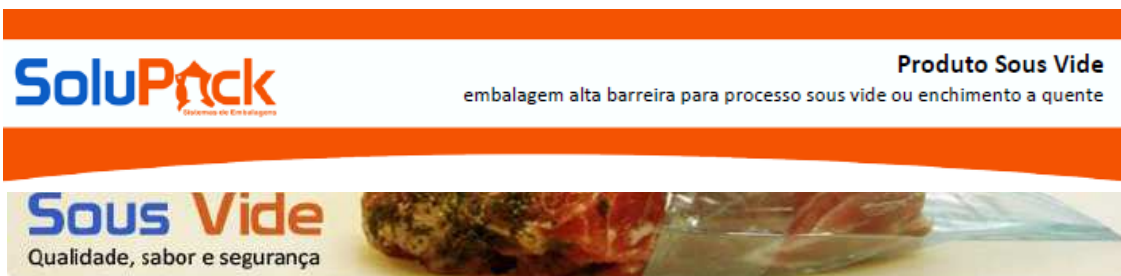 SoluPack
Sistemas de Embalagens
Produto Sous Vide
embalagem alta barreira para processo sous vide ou enchimento a quente
Sous Vide
Qualidade, sabor e segurança